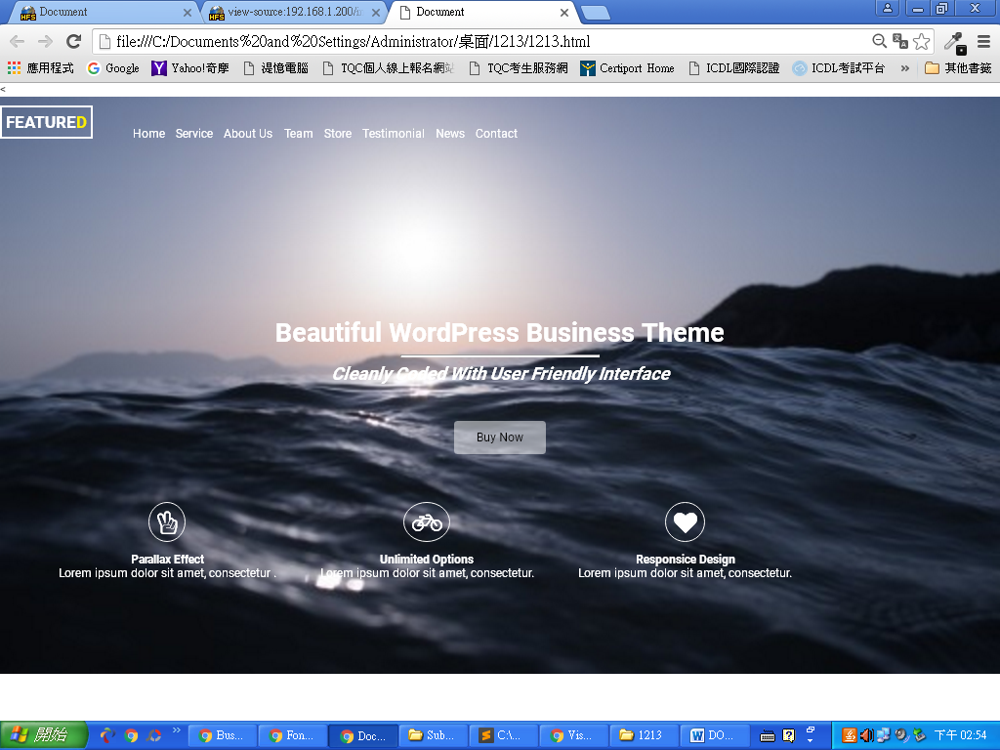 Document
view-source:192.168.1.200/in
Document
file:///C:/Documents%20and%20Settings/Administrator/桌面/1213/1213.html
應用程式 Google Yahoo!奇摩 湜憶電腦 TQC個人線上報名網站 TQC考生服務網 Certiport Home ICDL國際認證 ICDL考試平台 » 其他書籤
<
FEATURED Home Service About Us Team Store Testimonial News Contact
Beautiful WordPress Business Theme
Cleanly Coded With User Friendly Interface
Buy Now
Parallax Effect Unlimited Options Responsice Design
Lorem ipsum dolor sit amet, consectetur . Lorem ipsum dolor sit amet, consectetur. Lorem ipsum dolor sit amet, consectetur.
開始 » Bus... Fon... Doc... Sub... C:\... Vis... 1213 DO... 下午 02:54